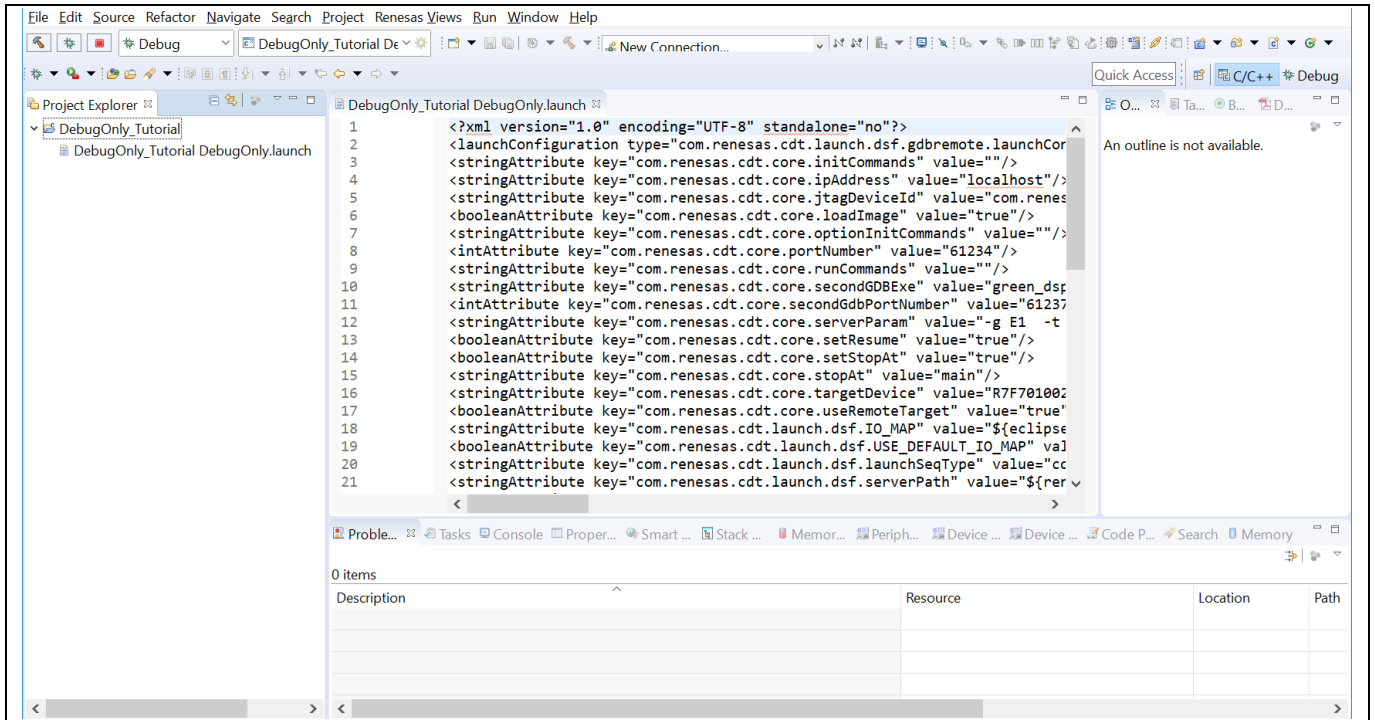 File Edit Source Refactor Navigate Search Project Renesas Views Run Window Help
Debug DebugOnly_Tutorial De New Connection...
Quick Access C/C++ Debug
Project Explorer
DebugOnly_Tutorial
DebugOnly_Tutorial DebugOnly.launch
DebugOnly_Tutorial DebugOnly.launch
1 <?xml version="1.0" encoding="UTF-8" standalone="no"?>
2 <launchConfiguration type="com.renesas.cdt.launch.dsf.gdbremote.launchCor
3 <stringAttribute key="com.renesas.cdt.core.initCommands" value=""/>
4 <stringAttribute key="com.renesas.cdt.core.ipAddress" value="localhost"/>
5 <stringAttribute key="com.renesas.cdt.core.jtagDeviceId" value="com.renes
6 <booleanAttribute key="com.renesas.cdt.core.loadImage" value="true"/>
7 <stringAttribute key="com.renesas.cdt.core.optionInitCommands" value=""/>
8 <intAttribute key="com.renesas.cdt.core.portNumber" value="61234"/>
9 <stringAttribute key="com.renesas.cdt.core.runCommands" value=""/>
10 <stringAttribute key="com.renesas.cdt.core.secondGDBExe" value="green_dsp
11 <intAttribute key="com.renesas.cdt.core.secondGdbPortNumber" value="61237
12 <stringAttribute key="com.renesas.cdt.core.serverParam" value="-g E1  -t
13 <booleanAttribute key="com.renesas.cdt.core.setResume" value="true"/>
14 <booleanAttribute key="com.renesas.cdt.core.setStopAt" value="true"/>
15 <stringAttribute key="com.renesas.cdt.core.stopAt" value="main"/>
16 <stringAttribute key="com.renesas.cdt.core.targetDevice" value="R7F701002
17 <booleanAttribute key="com.renesas.cdt.core.useRemoteTarget" value="true"
18 <stringAttribute key="com.renesas.cdt.launch.dsf.IO_MAP" value="${eclipse
19 <booleanAttribute key="com.renesas.cdt.launch.dsf.USE_DEFAULT_IO_MAP" val
20 <stringAttribute key="com.renesas.cdt.launch.dsf.launchSeqType" value="cc
21 <stringAttribute key="com.renesas.cdt.launch.dsf.serverPath" value="${rer
O... Ta... B... D...
An outline is not available.
Proble... Tasks Console Proper... Smart ... Stack ... Memor... Periph... Device ... Device ... Code P... Search Memory
0 items
Description Resource Location Path